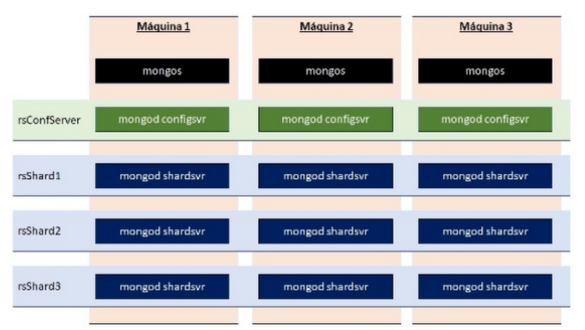 Máquina 1 Máquina 2 Máquina 3
mongos mongos mongos
rsConfServer mongod configsvr mongod configsvr mongod configsvr
rsShard1 mongod shardsvr mongod shardsvr mongod shardsvr
rsShard2 mongod shardsvr mongod shardsvr mongod shardsvr
rsShard3 mongod shardsvr mongod shardsvr mongod shardsvr